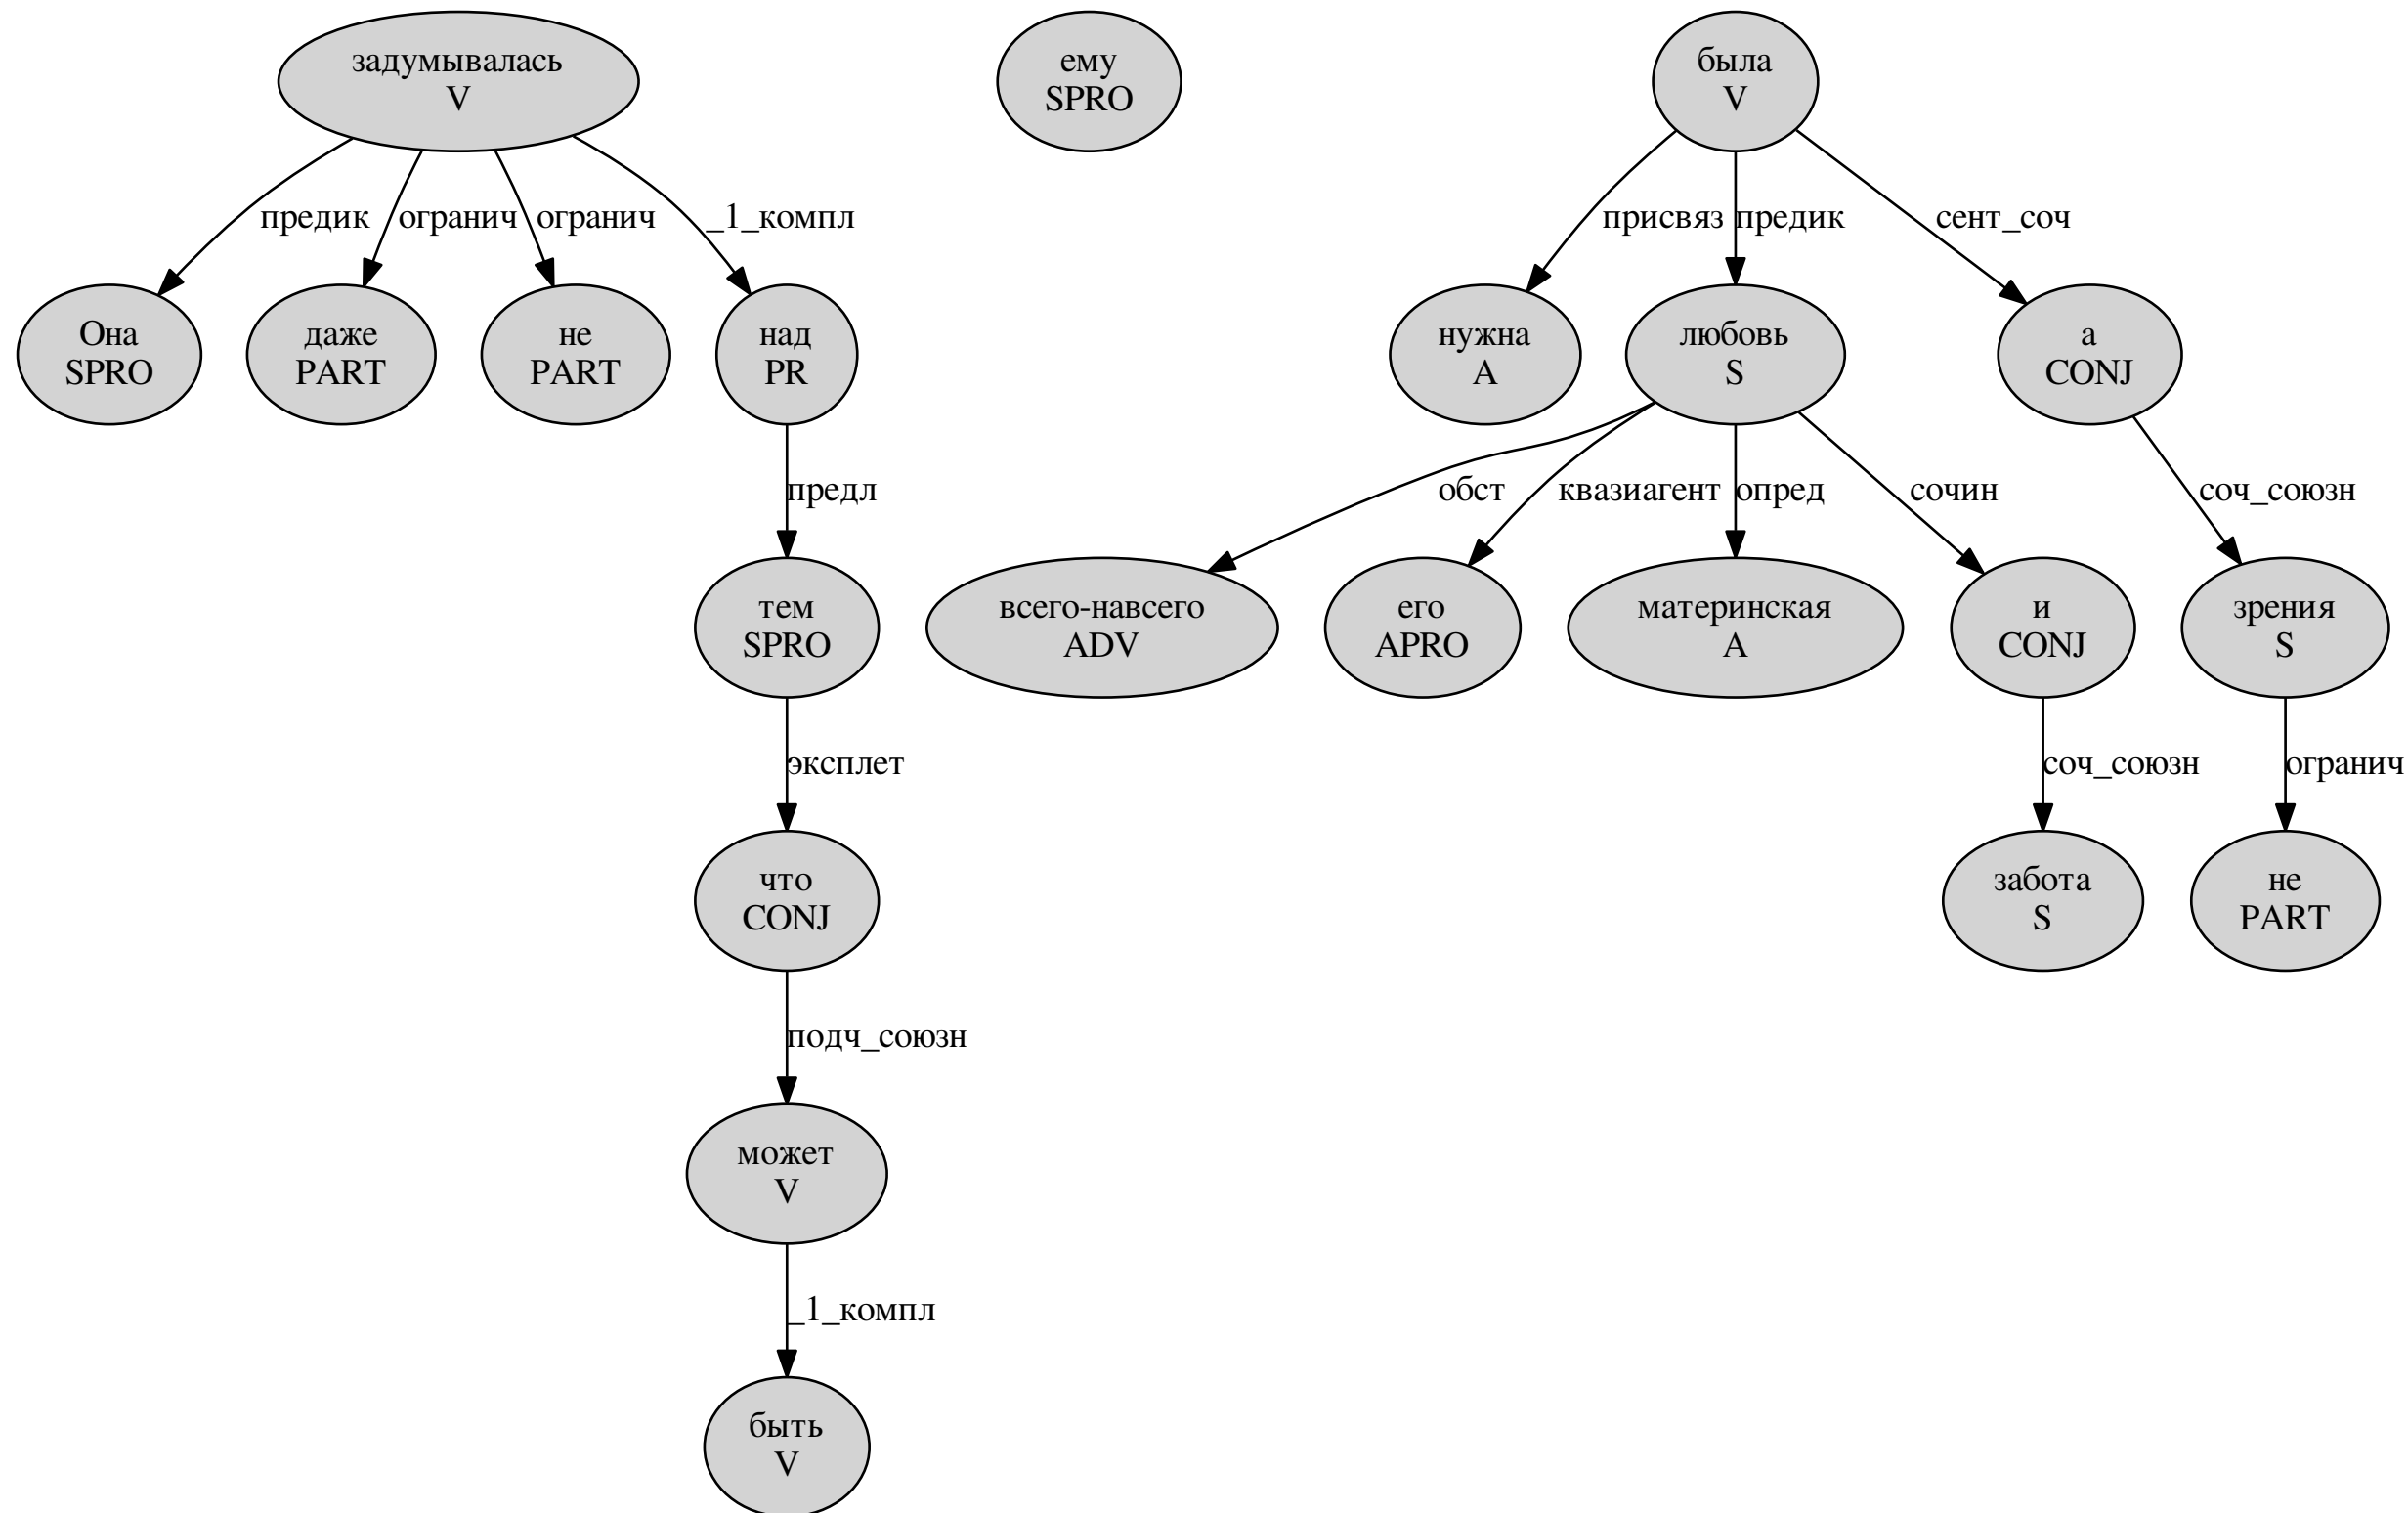 задумывалась
V
ему
SPRO
была
V
предик
огранич
огранич
_1_компл
присвяз
предик
сент_соч
Она
SPRO
даже
PART
не
PART
над
PR
нужна
A
любовь
S
а
CONJ
предл
обст
квазиагент
опред
сочин
соч_союзн
тем
SPRO
всего-навсего
ADV
его
APRO
материнская
A
и
CONJ
зрения
S
эксплет
соч_союзн
огранич
что
CONJ
забота
S
не
PART
подч_союзн
может
V
_1_компл
быть
V